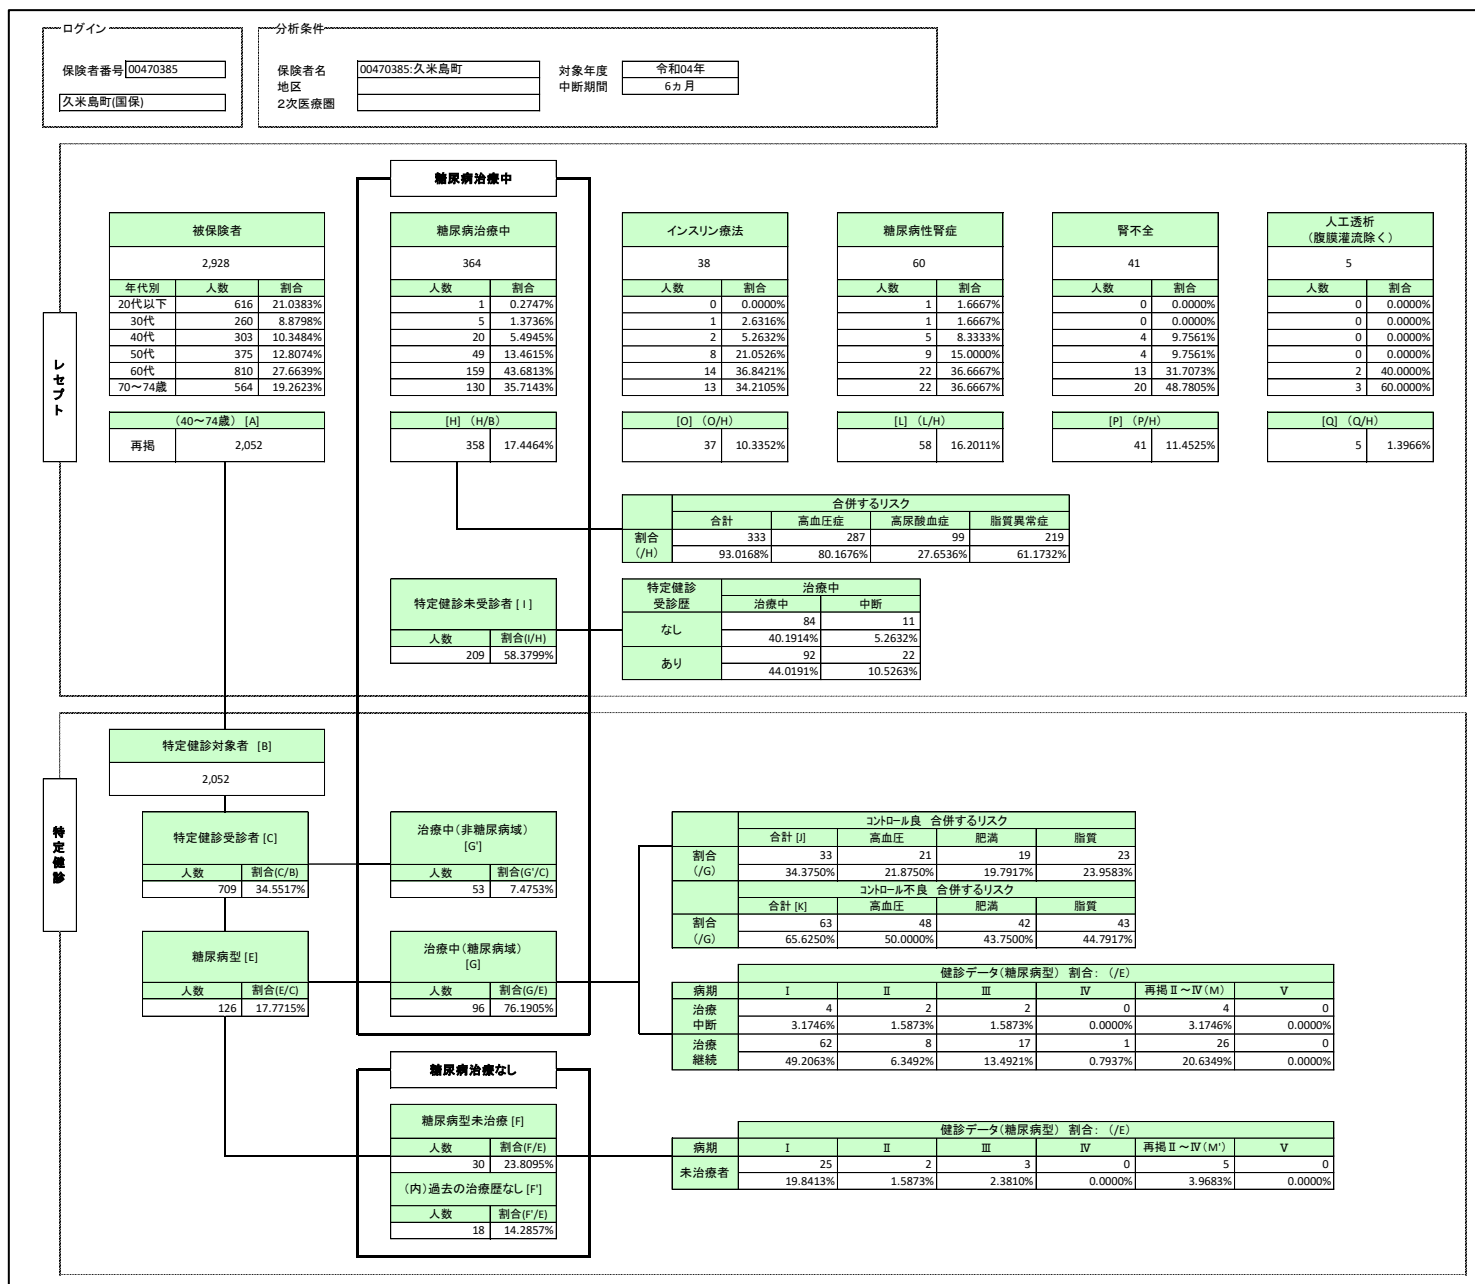 ログイン
保険者番号 00470385
久米島町(国保)
分析条件
保険者名 00470385:久米島町 対象年度 令和04年
地区 中断期間 6ヵ月
2次医療圏
レセプト
糖尿病治療中
被保険者 糖尿病治療中 インスリン療法 糖尿病性腎症 腎不全 人工透析
(腹膜灌流除く)
2,928 364 38 60 41 5
年代別 人数 割合 人数 割合 人数 割合 人数 割合 人数 割合 人数 割合
20代以下 616 21.0383% 1 0.2747% 0 0.0000% 1 1.6667% 0 0.0000% 0 0.0000%
30代 260 8.8798% 5 1.3736% 1 2.6316% 1 1.6667% 0 0.0000% 0 0.0000%
40代 303 10.3484% 20 5.4945% 2 5.2632% 5 8.3333% 4 9.7561% 0 0.0000%
50代 375 12.8074% 49 13.4615% 8 21.0526% 9 15.0000% 4 9.7561% 0 0.0000%
60代 810 27.6639% 159 43.6813% 14 36.8421% 22 36.6667% 13 31.7073% 2 40.0000%
70～74歳 564 19.2623% 130 35.7143% 13 34.2105% 22 36.6667% 20 48.7805% 3 60.0000%
(40～74歳) [A] [H] (H/B) [O] (O/H) [L] (L/H) [P] (P/H) [Q] (Q/H)
再掲 2,052 358 17.4464% 37 10.3352% 58 16.2011% 41 11.4525% 5 1.3966%
合併するリスク
合計 高血圧症 高尿酸血症 脂質異常症
割合 333 287 99 219
(/H) 93.0168% 80.1676% 27.6536% 61.1732%
特定健診未受診者 [ I ]
人数 割合(I/H)
209 58.3799%
特定健診 治療中
受診歴 治療中 中断
なし 84 11
40.1914% 5.2632%
あり 92 22
44.0191% 10.5263%
特定健診
特定健診対象者 [B]
2,052
特定健診受診者 [C]
人数 割合(C/B)
709 34.5517%
治療中(非糖尿病域)
[G']
人数 割合(G'/C)
53 7.4753%
コントロール良 合併するリスク
合計 [J] 高血圧 肥満 脂質
割合 33 21 19 23
(/G) 34.3750% 21.8750% 19.7917% 23.9583%
コントロール不良 合併するリスク
合計 [K] 高血圧 肥満 脂質
割合 63 48 42 43
(/G) 65.6250% 50.0000% 43.7500% 44.7917%
糖尿病型 [E]
人数 割合(E/C)
126 17.7715%
治療中(糖尿病域)
[G]
人数 割合(G/E)
96 76.1905%
健診データ(糖尿病型) 割合: (/E)
病期 Ⅰ Ⅱ Ⅲ Ⅳ 再掲Ⅱ～Ⅳ(M) Ⅴ
治療 4 2 2 0 4 0
中断 3.1746% 1.5873% 1.5873% 0.0000% 3.1746% 0.0000%
治療 62 8 17 1 26 0
継続 49.2063% 6.3492% 13.4921% 0.7937% 20.6349% 0.0000%
糖尿病治療なし
糖尿病型未治療 [F]
人数 割合(F/E)
30 23.8095%
(内)過去の治療歴なし [F']
人数 割合(F'/E)
18 14.2857%
健診データ(糖尿病型) 割合: (/E)
病期 Ⅰ Ⅱ Ⅲ Ⅳ 再掲Ⅱ～Ⅳ(M') Ⅴ
未治療者 25 2 3 0 5 0
19.8413% 1.5873% 2.3810% 0.0000% 3.9683% 0.0000%